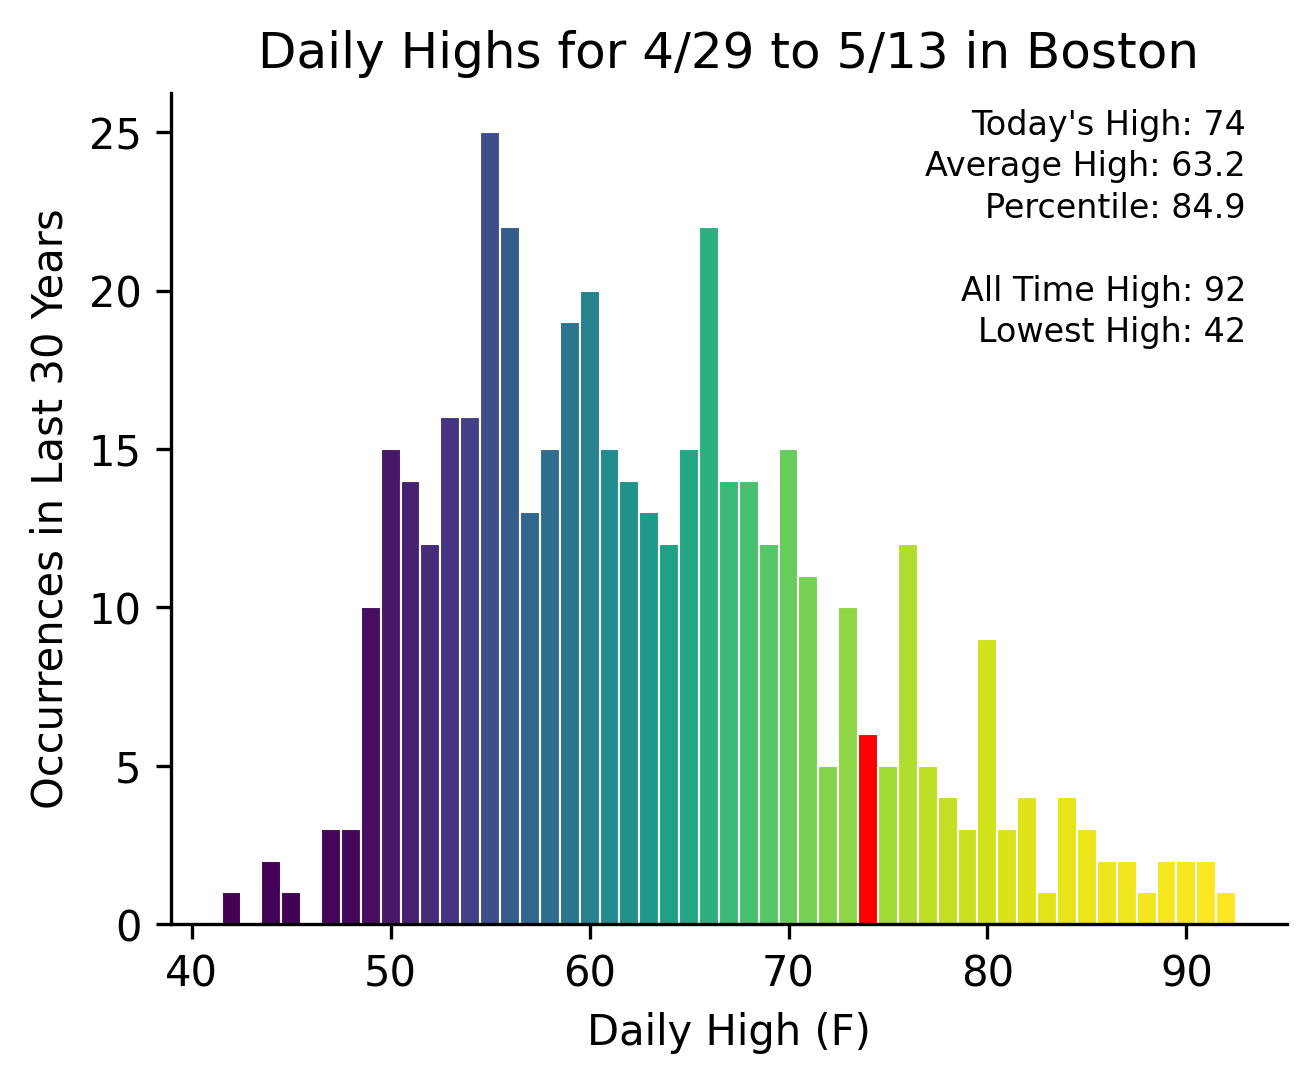 Daily Highs for 4/29 to 5/13 in Boston
Today's High: 74
Average High: 63.2
Percentile: 84.9
All Time High: 92
Lowest High: 42
Occurrences in Last 30 Years
25
20
15
10
5
0
40 50 60 70 80 90
Daily High (F)